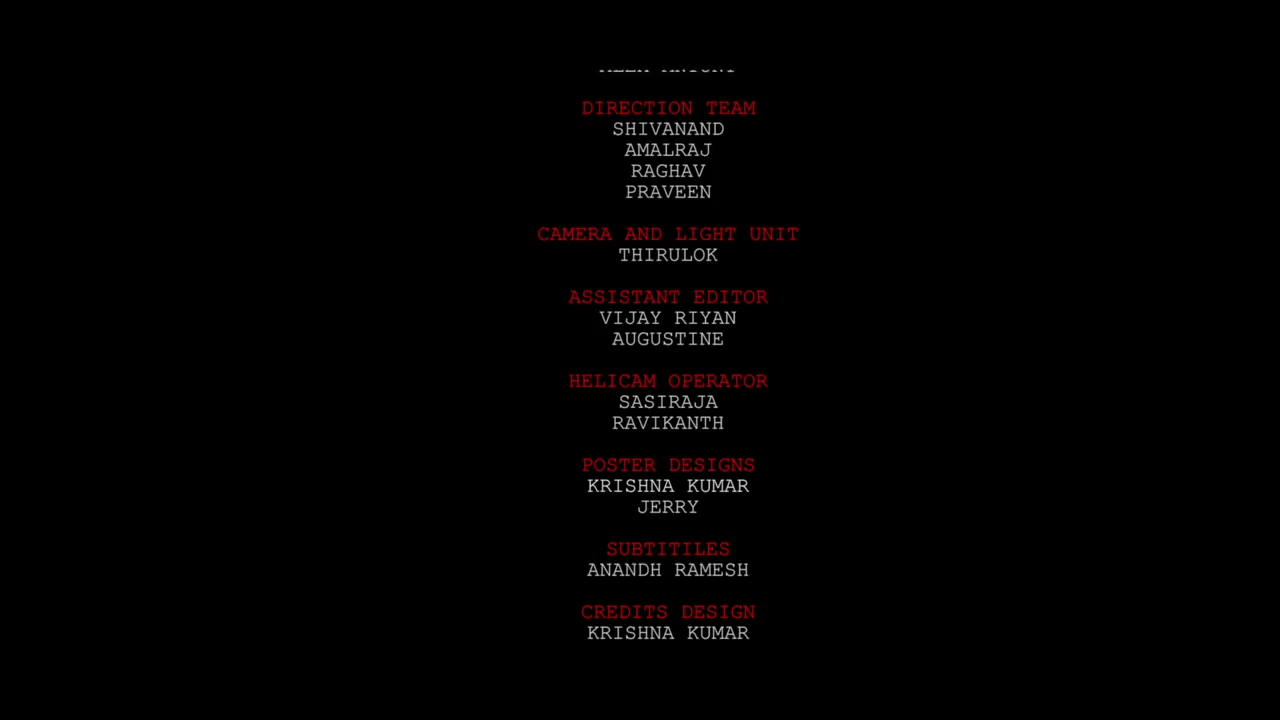 DIRECTION TEAM
SHIVANAND
AMALRAJ
RAGHAV
PRAVEEN
CAMERA AND LIGHT UNIT
THIRULOK
ASSISTANT EDITOR
VIJAY RIYAN
AUGUSTINE
HELICAM OPERATOR
SASIRAJA
RAVIKANTH
POSTER DESIGNS
KRISHNA KUMAR
JERRY
SUBTITILES
ANANDH RAMESH
CREDITS DESIGN
KRISHNA KUMAR